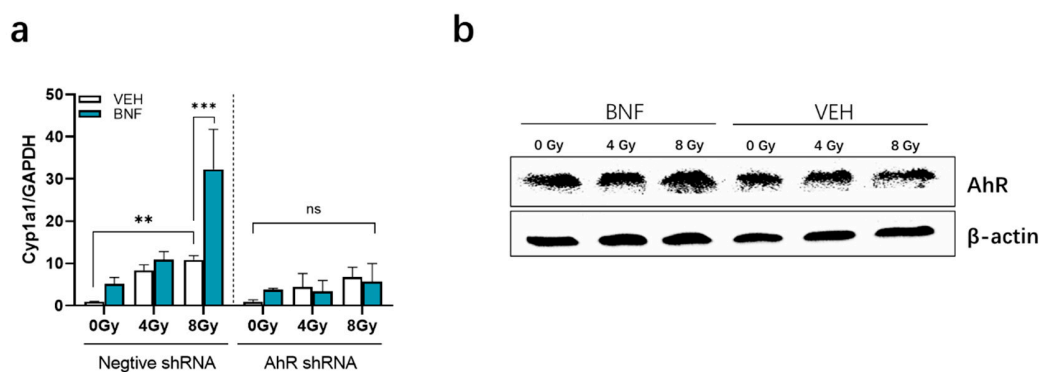 a
50
40
30
20
10
0
Cyp1a1/GAPDH
VEH
BNF
***
**
ns
0Gy 4Gy 8Gy 0Gy 4Gy 8Gy
Negtive shRNA AhR shRNA
b
BNF VEH
0 Gy 4 Gy 8 Gy 0 Gy 4 Gy 8 Gy
AhR
β-actin